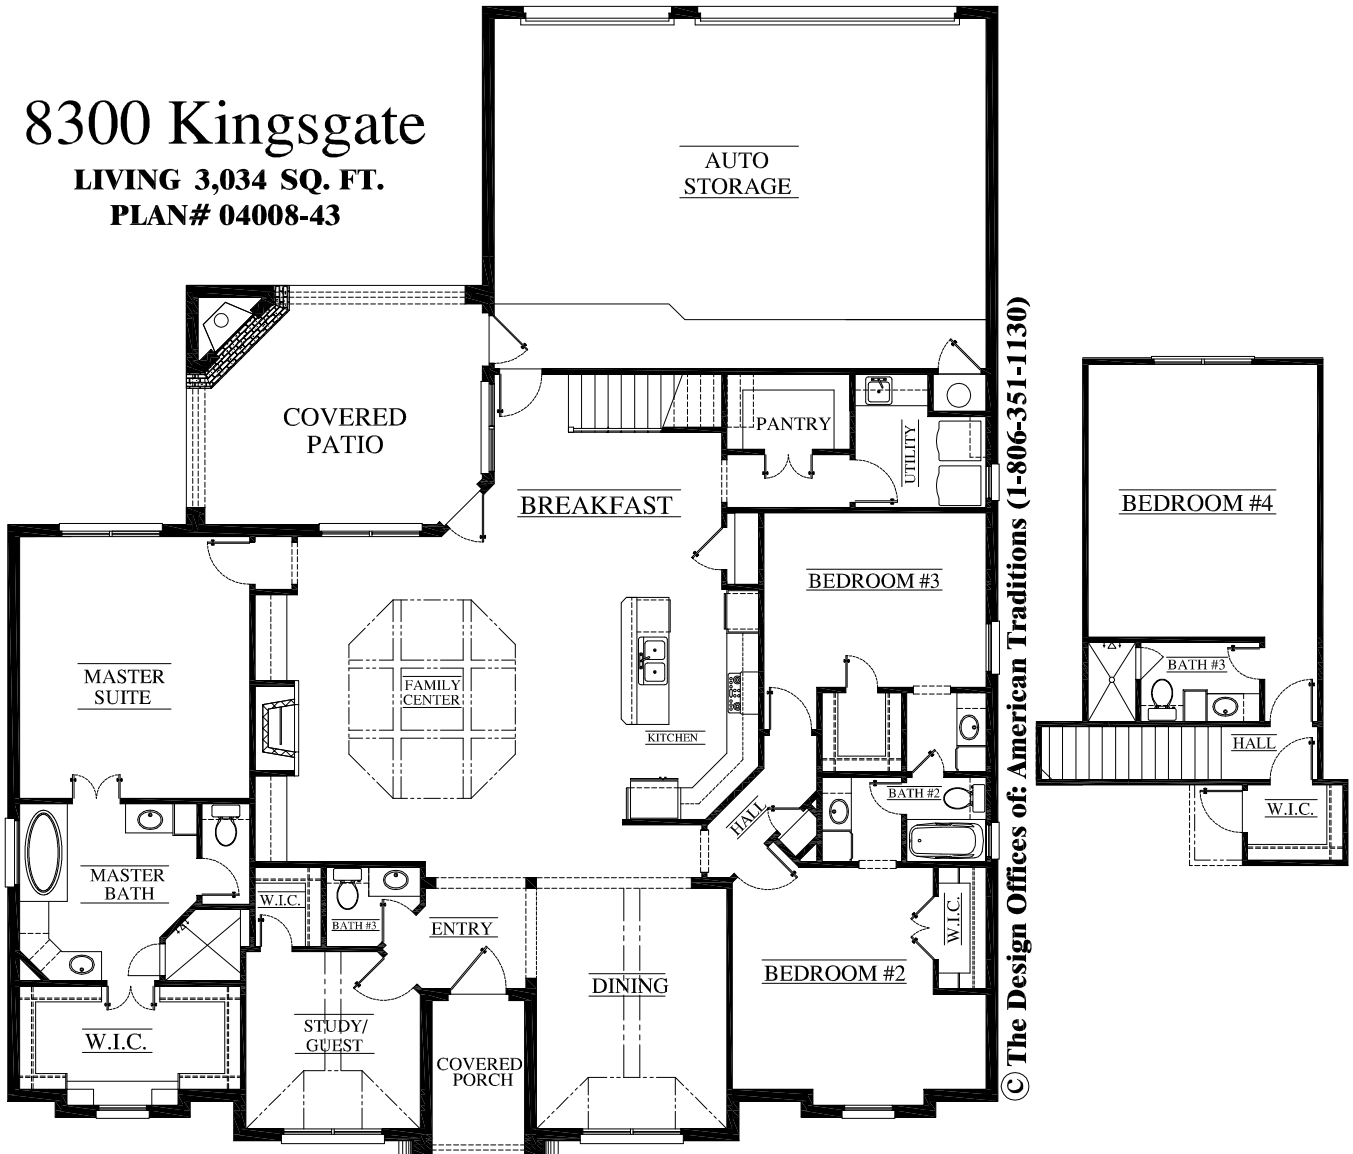 8300 Kingsgate
LIVING 3,034 SQ. FT.
PLAN# 04008-43
AUTO
STORAGE
COVERED
PATIO
PANTRY
UTILITY
BREAKFAST
BEDROOM #3
MASTER
SUITE
FAMILY
CENTER
KITCHEN
HALL
BATH #2
MASTER
BATH
W.I.C.
BATH #3
ENTRY
W.I.C.
DINING
BEDROOM #2
W.I.C.
STUDY/
GUEST
COVERED
PORCH
© The Design Offices of: American Traditions (1-806-351-1130)
BEDROOM #4
BATH #3
HALL
W.I.C.